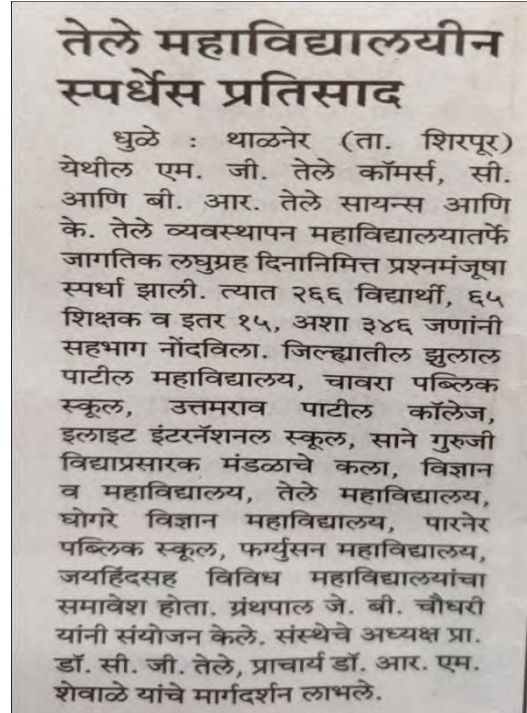 तेले महाविद्यालयीन
स्पर्धेस प्रतिसाद
धुळे : थाळनेर (ता. शिरपूर)
येथील एम. जी. तेले कॉमर्स, सी.
आणि बी. आर. तेले सायन्स आणि
के. तेले व्यवस्थापन महाविद्यालयातर्फे
जागतिक लघुग्रह दिनानिमित्त प्रश्नमंजूषा
स्पर्धा झाली. त्यात २६६ विद्यार्थी, ६५
शिक्षक व इतर १५, अशा ३४६ जणांनी
सहभाग नोंदविला. जिल्ह्यातील झुलाल
पाटील महाविद्यालय, चावरा पब्लिक
स्कूल, उत्तमराव पाटील कॉलेज,
इलाइट इंटरनॅशनल स्कूल, साने गुरुजी
विद्याप्रसारक मंडळाचे कला, विज्ञान
व महाविद्यालय, तेले महाविद्यालय,
घोगरे विज्ञान महाविद्यालय, पारनेर
पब्लिक स्कूल, फर्ग्युसन महाविद्यालय,
जयहिंदसह विविध महाविद्यालयांचा
समावेश होता. ग्रंथपाल जे. बी. चौधरी
यांनी संयोजन केले. संस्थेचे अध्यक्ष प्रा.
डॉ. सी. जी. तेले, प्राचार्य डॉ. आर. एम.
शेवाळे यांचे मार्गदर्शन लाभले.